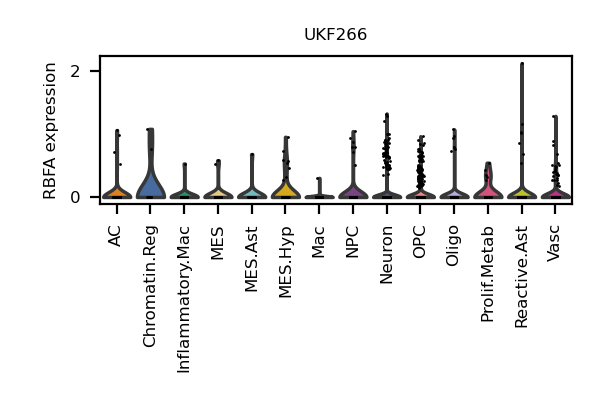 UKF266
RBFA expression
2
0
AC
Chromatin.Reg
Inflammatory.Mac
MES
MES.Ast
MES.Hyp
Mac
NPC
Neuron
OPC
Oligo
Prolif.Metab
Reactive.Ast
Vasc